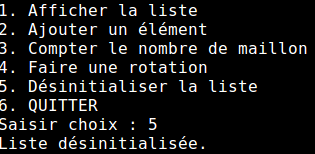 1. Afficher la liste
2. Ajouter un élément
3. Compter le nombre de maillon
4. Faire une rotation
5. Désinitialiser la liste
6. QUITTER
Saisir choix : 5
Liste désinitialisée.